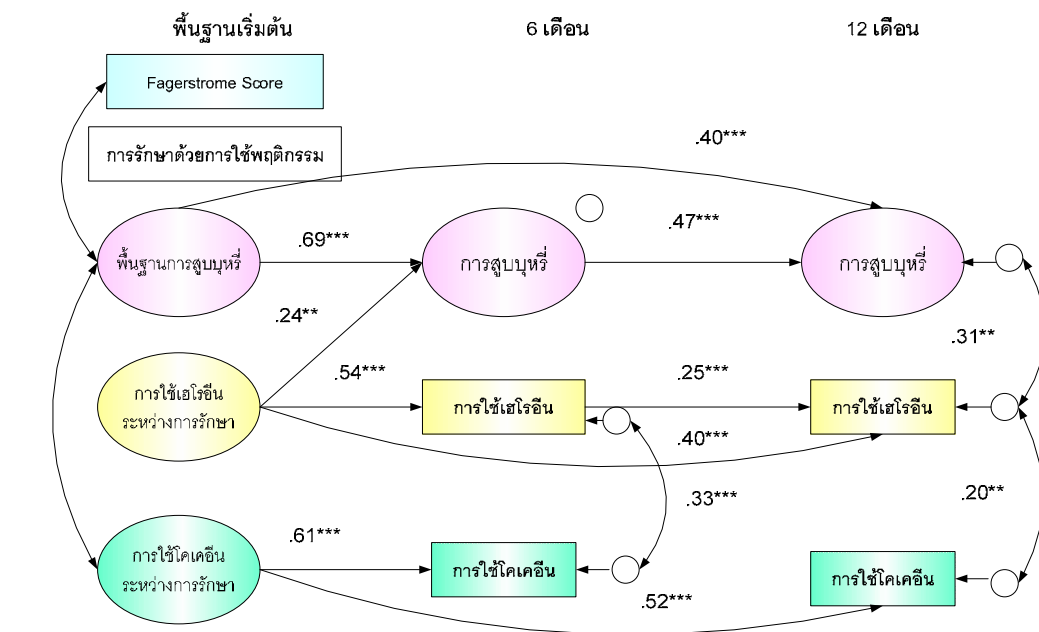 พื้นฐานเริ่มต้น
6 เดือน
12 เดือน
Fagerstrome Score
การรักษาด้วยการใช้พฤติกรรม
.40***
พื้นฐานการสูบบุหรี่
.69***
การสูบบุหรี่
.47***
การสูบบุหรี่
.24**
.31**
การใช้เฮโรอีน
ระหว่างการรักษา
.54***
การใช้เฮโรอีน
.25***
การใช้เฮโรอีน
.40***
.33***
.20**
การใช้โคเคอีน
ระหว่างการรักษา
.61***
การใช้โคเคอีน
การใช้โคเคอีน
.52***